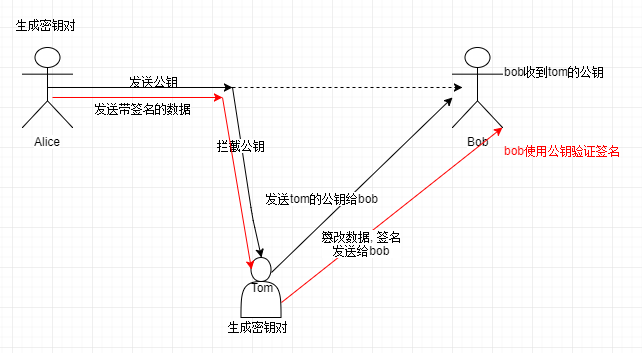 生成密钥对
发送公钥
bob收到tom的公钥
发送带签名的数据
Alice
拦截公钥
Bob
bob使用公钥验证签名
发送tom的公钥给bob
篡改数据, 签名
发送给bob
Tom
生成密钥对